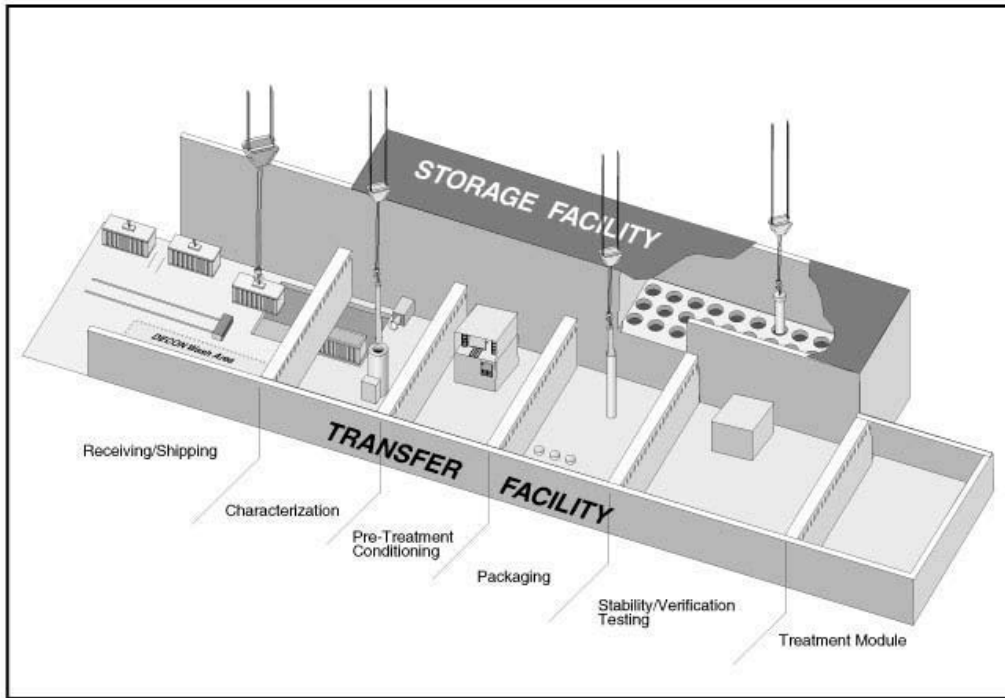 STORAGE FACILITY
DECON Wash Area
TRANSFER FACILITY
Receiving/Shipping
Characterization
Pre-Treatment
Conditioning
Packaging
Stability/Verification
Testing
Treatment Module